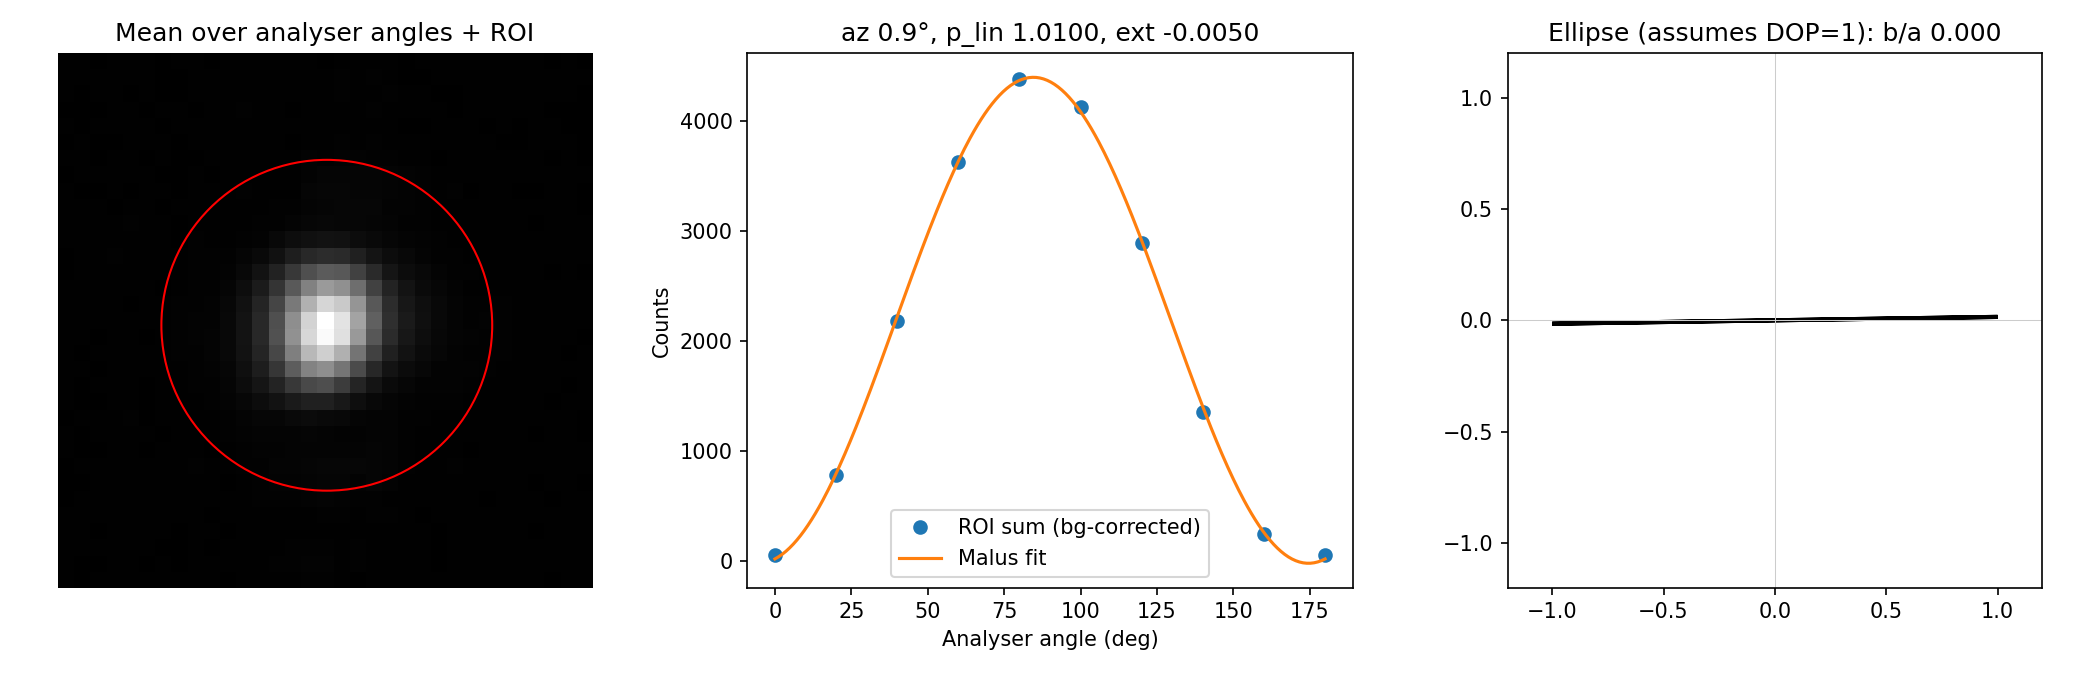 Mean over analyser angles + ROI
az 0.9°, p_lin 1.0100, ext -0.0050
Counts
4000
3000
2000
1000
0
ROI sum (bg-corrected)
Malus fit
0 25 50 75 100 125 150 175
Analyser angle (deg)
Ellipse (assumes DOP=1): b/a 0.000
1.0
0.5
0.0
−0.5
−1.0
−1.0 −0.5 0.0 0.5 1.0